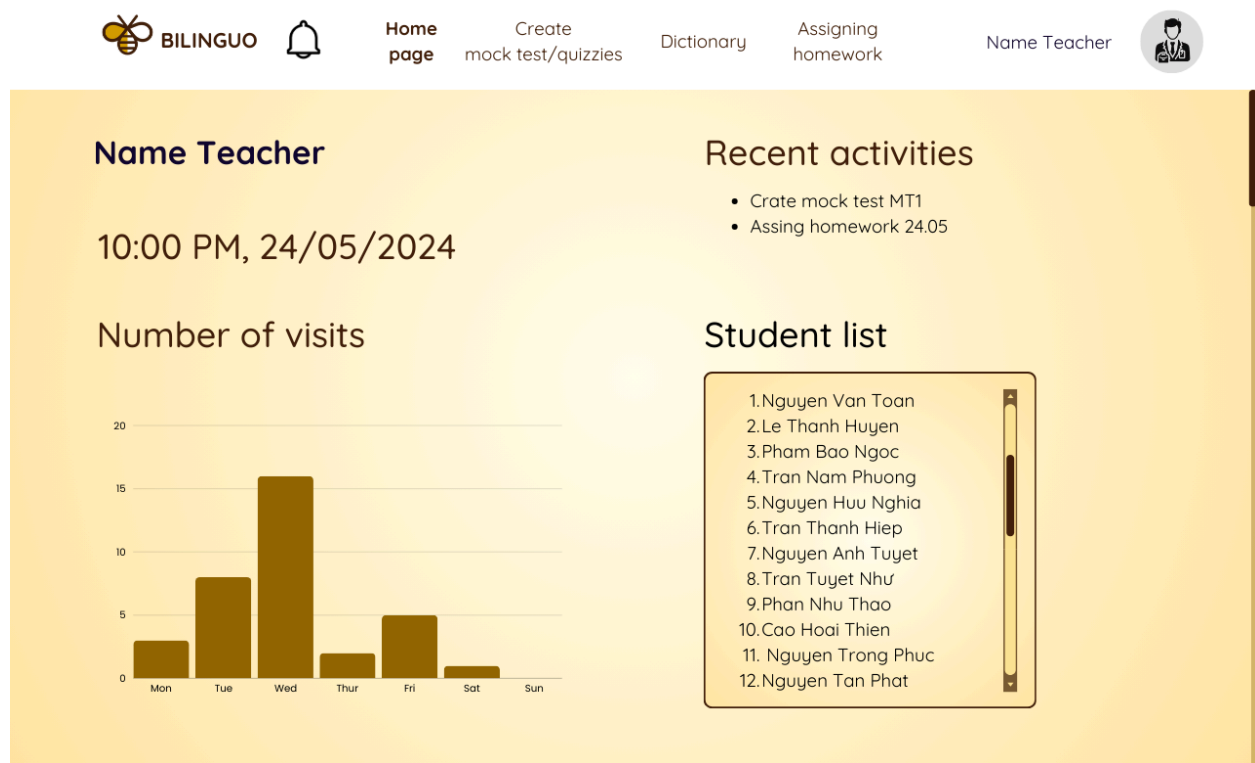 BILINGUO
Home
page
Create
mock test/quizzies
Dictionary
Assigning
homework
Name Teacher
Name Teacher
10:00 PM, 24/05/2024
Recent activities
• Crate mock test MT1
• Assing homework 24.05
Number of visits
20
15
10
5
0
Mon Tue Wed Thur Fri Sat Sun
Student list
1.Nguyen Van Toan
2.Le Thanh Huyen
3.Pham Bao Ngoc
4.Tran Nam Phuong
5.Nguyen Huu Nghia
6.Tran Thanh Hiep
7.Nguyen Anh Tuyet
8.Tran Tuyet Như
9.Phan Nhu Thao
10.Cao Hoai Thien
11. Nguyen Trong Phuc
12.Nguyen Tan Phat